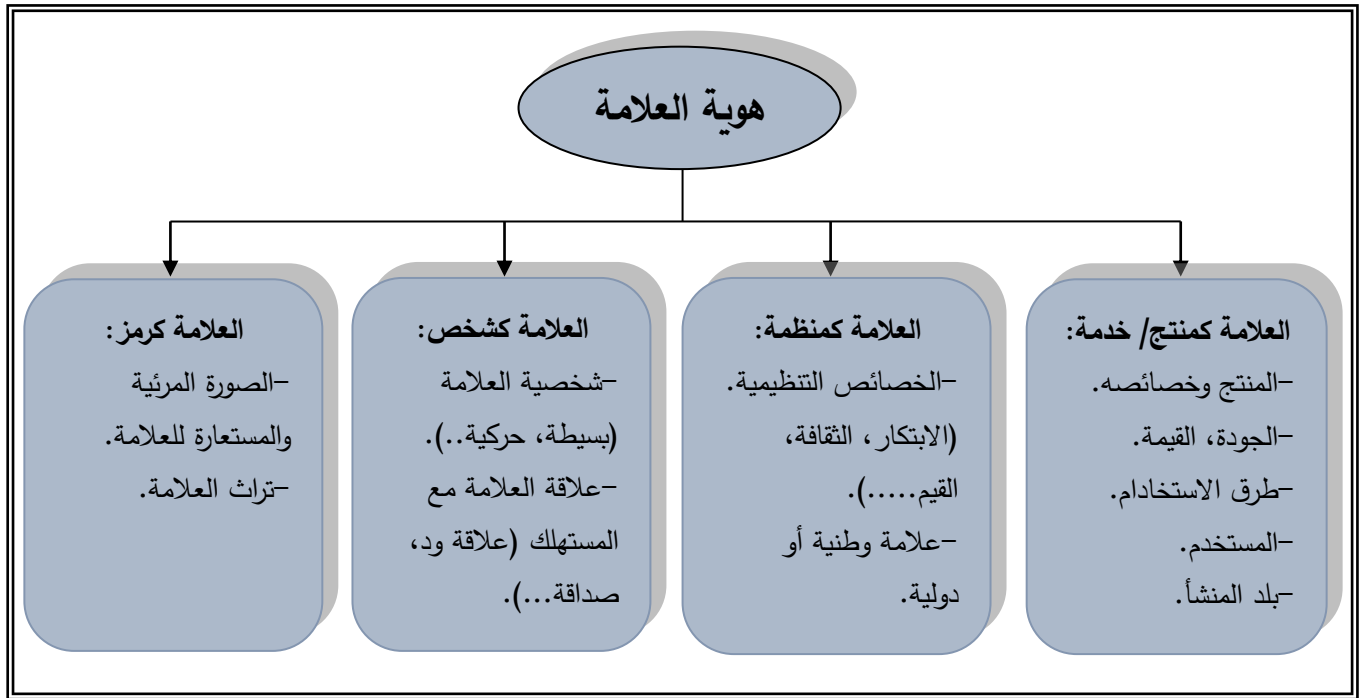 هوية العلامة
العلامة كمنتج/ خدمة:
-المنتج وخصائصه.
-الجودة، القيمة.
-طرق الاستخادام.
-المستخدم.
-بلد المنشأ.
العلامة كمنظمة:
-الخصائص التنظيمية.
(الابتكار، الثقافة،
القيم.....).
-علامة وطنية أو
دولية.
العلامة كشخص:
-شخصية العلامة
(بسيطة، حركية..).
-علاقة العلامة مع
المستهلك (علاقة ود،
صداقة...).
العلامة كرمز:
-الصورة المرئية
والمستعارة للعلامة.
-تراث العلامة.